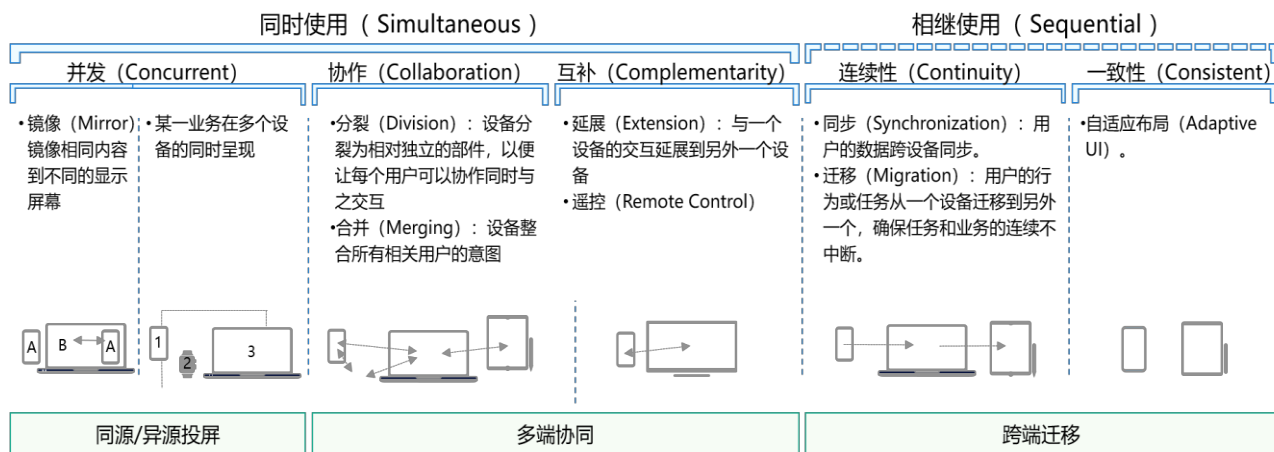 同时使用（ Simultaneous ）
相继使用（ Sequential ）
并发（Concurrent）
协作（Collaboration）
互补（Complementarity）
连续性（Continuity）
一致性（Consistent）
•镜像（Mirror）
镜像相同内容
到不同的显示
屏幕
•某一业务在多个设
备的同时呈现
•分裂（Division）：设备分
裂为相对独立的部件，以便
让每个用户可以协作同时与
之交互
•合并（Merging）：设备整
合所有相关用户的意图
•延展（Extension）：与一个
设备的交互延展到另外一个设
备
•遥控（Remote Control）
•同步（Synchronization）：用
户的数据跨设备同步。
•迁移（Migration）：用户的行
为或任务从一个设备迁移到另外
一个，确保任务和业务的连续不
中断。
•自适应布局（Adaptive
UI）。
A
B
A
1
2
3
同源/异源投屏
多端协同
跨端迁移